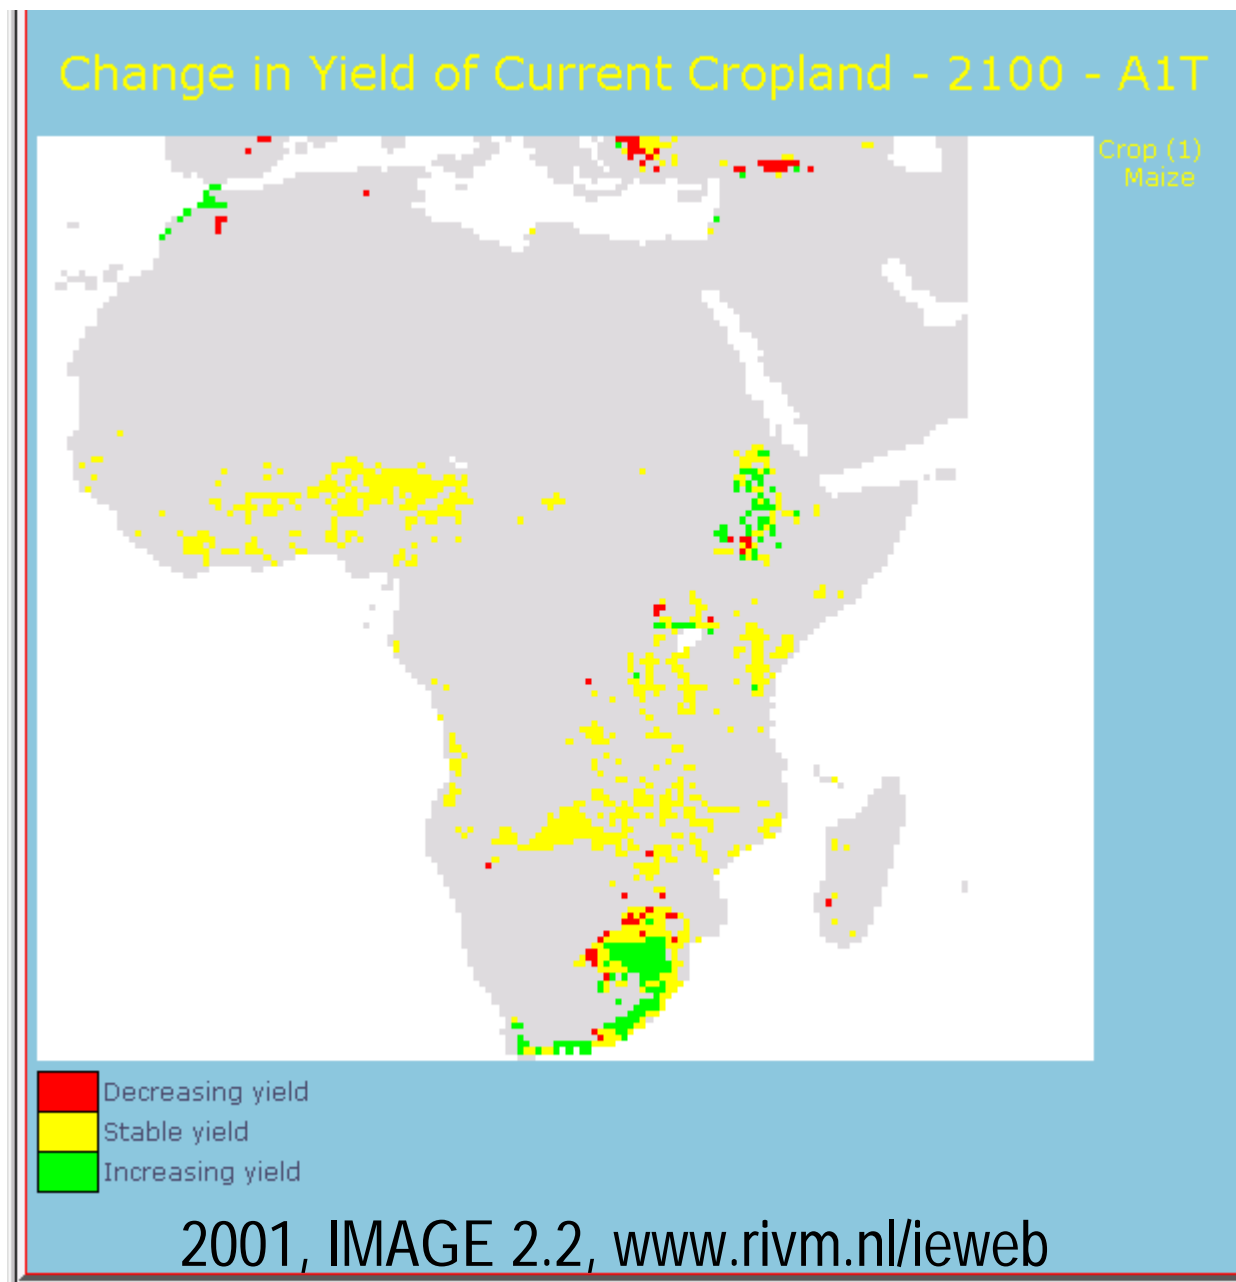 Change in Yield of Current Cropland - 2100 - A1T
Crop (1)
Maize
Decreasing yield
Stable yield
Increasing yield
2001, IMAGE 2.2, www.rivm.nl/ieweb